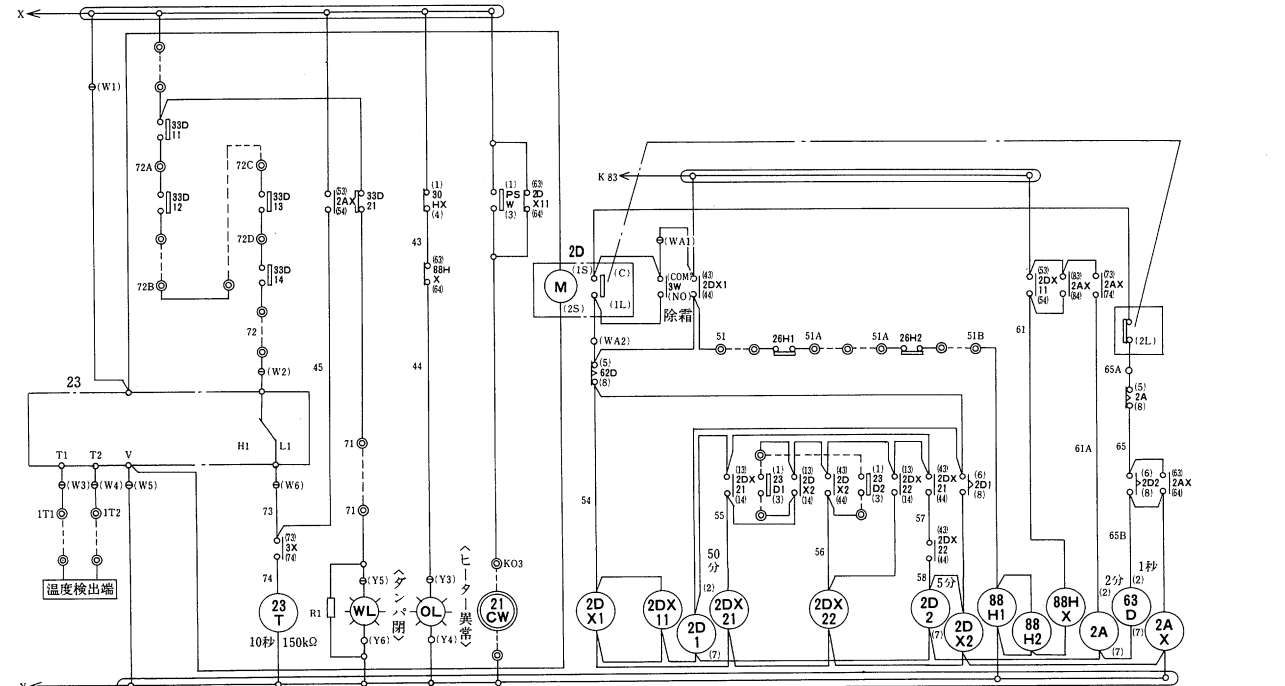 X
(W1)
K 83
33D
11
72A
33D
12
72B
72C
33D
13
72D
33D
14
72
(W2)
(53)
2AX
(54)
33D
21
(1)
30
HX
(4)
43
(63)
88H
X
(64)
44
45
(1)
PS
W
(3)
(63)
2D
X11
(64)
2D
(1S)
M
(2S)
(C)
(1L)
(WA1)
(COM)
3W
(NO)
除霜
(43)
2DX1
(44)
(WA2)
(5)
62D
(8)
51
26H1
51A
51A
26H2
51B
(53)
2DX
11
(54)
(83)
2AX
(84)
(73)
2AX
(74)
61
61A
(2L)
65A
(5)
2A
(8)
65
(6)
2D2
(8)
(63)
2AX
(64)
65B
23
H1
L1
T1
T2
V
(W3)
(W4)
(W5)
(W6)
1T1
1T2
温度検出端
73
(73)
3X
(74)
74
23
T
10秒
150kΩ
71
71
R1
(Y5)
WL
(Y6)
〈ダンパ閉〉
(Y3)
OL
(Y4)
〈ヒーター異常〉
KO3
21
CW
54
(13)
2DX
21
(14)
(1)
23
D1
(3)
(13)
2D
X2
(14)
(43)
2D
X2
(44)
(1)
23
D2
(3)
(13)
2DX
22
(14)
(43)
2DX
21
(44)
(6)
2D1
(8)
55
56
57
(43)
2DX
22
(44)
58
50分
(2)
5分
2分
(2)
1秒
(2)
2D
X1
2DX
11
2D
1
(7)
2DX
21
2DX
22
2D
2
(7)
2D
X2
88
H1
88
H2
88H
X
2A
(7)
63
D
(7)
2A
X
Y